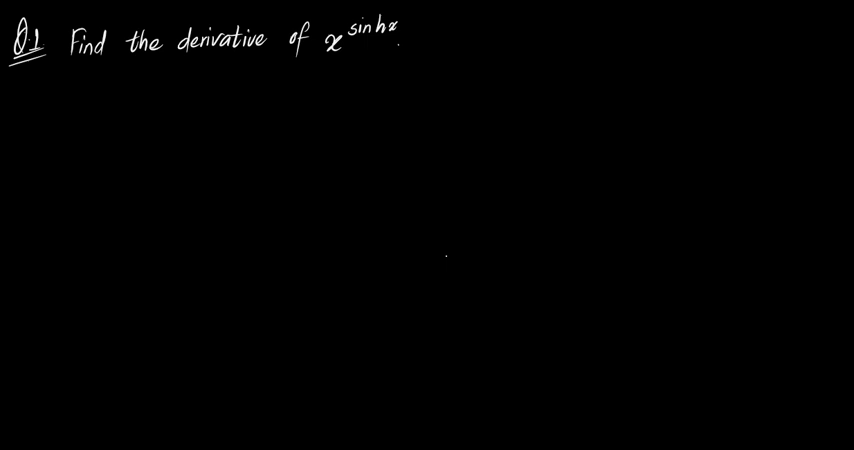 Q.1 Find the derivative of x^sinhx.